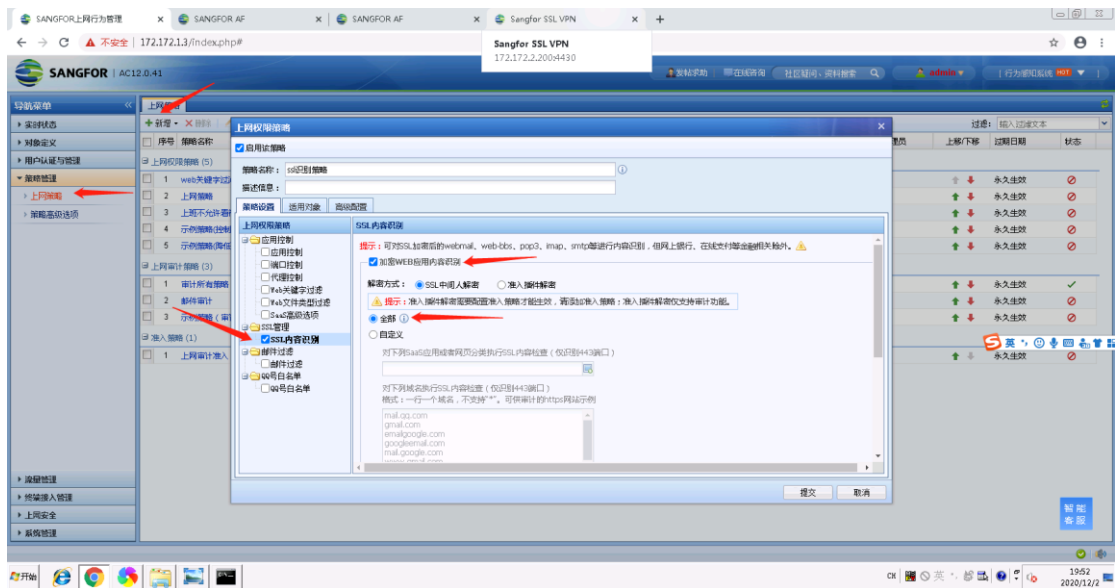 SANGFOR上网行为管理
SANGFOR AF
SANGFOR AF
Sangfor SSL VPN
不安全 172.172.1.3/index.php#
Sangfor SSL VPN
172.172.2.200:4430
SANGFOR AC12.0.41
发帖求助
在线咨询
admin
HOT
导航菜单
实时状态
对象定义
用户认证与管理
策略管理
上网策略
策略高级选项
流量管理
终端接入管理
上网安全
系统管理
新增
删除
过滤: 输入过滤文本
序号 策略名称
上移/下移 过期日期 状态
上网权限策略 (5)
1 web关键字过
永久生效
2 上网策略
永久生效
3 上班不允许看
永久生效
4 示例策略(控制
永久生效
5 示例策略(降低
永久生效
上网审计策略 (3)
1 审计所有策略
永久生效
2 邮件审计
永久生效
3 示例策略(审
永久生效
准入策略 (1)
1 上网审计准入
永久生效
上网权限策略
启用该策略
策略名称: ssl识别策略
描述信息:
策略设置 适用对象 高级配置
上网权限策略
应用控制
应用控制
端口控制
代理控制
Web关键字过滤
Web文件类型过滤
SaaS高级选项
SSL管理
SSL内容识别
邮件过滤
邮件过滤
QQ号白名单
QQ号白名单
SSL内容识别
提示:可对SSL加密后的webmal、web-bbs、pop3、imap、smtp等进行内容识别,但网上银行、在线支付等金融相关除外。
加密WEB应用内容识别
解密方式: SSL中间人解密 准入插件解密
提示:准入插件解密需要配置准入策略才能生效,请添加准入策略;准入插件解密仅支持审计功能。
全部
自定义
对下列SaaS应用或者网页分类执行SSL内容检查(仅识别443端口)
对下列域名执行SSL内容检查(仅识别443端口)
格式:一行一个域名,不支持"*"。可供审计的https网站示例
mail.qq.com
gmail.com
emailgoogle.com
googleemail.com
mail.google.com
www.gmail.com
提交 取消
英
智能
客服
开始
CH
英
19:52
2020/12/2